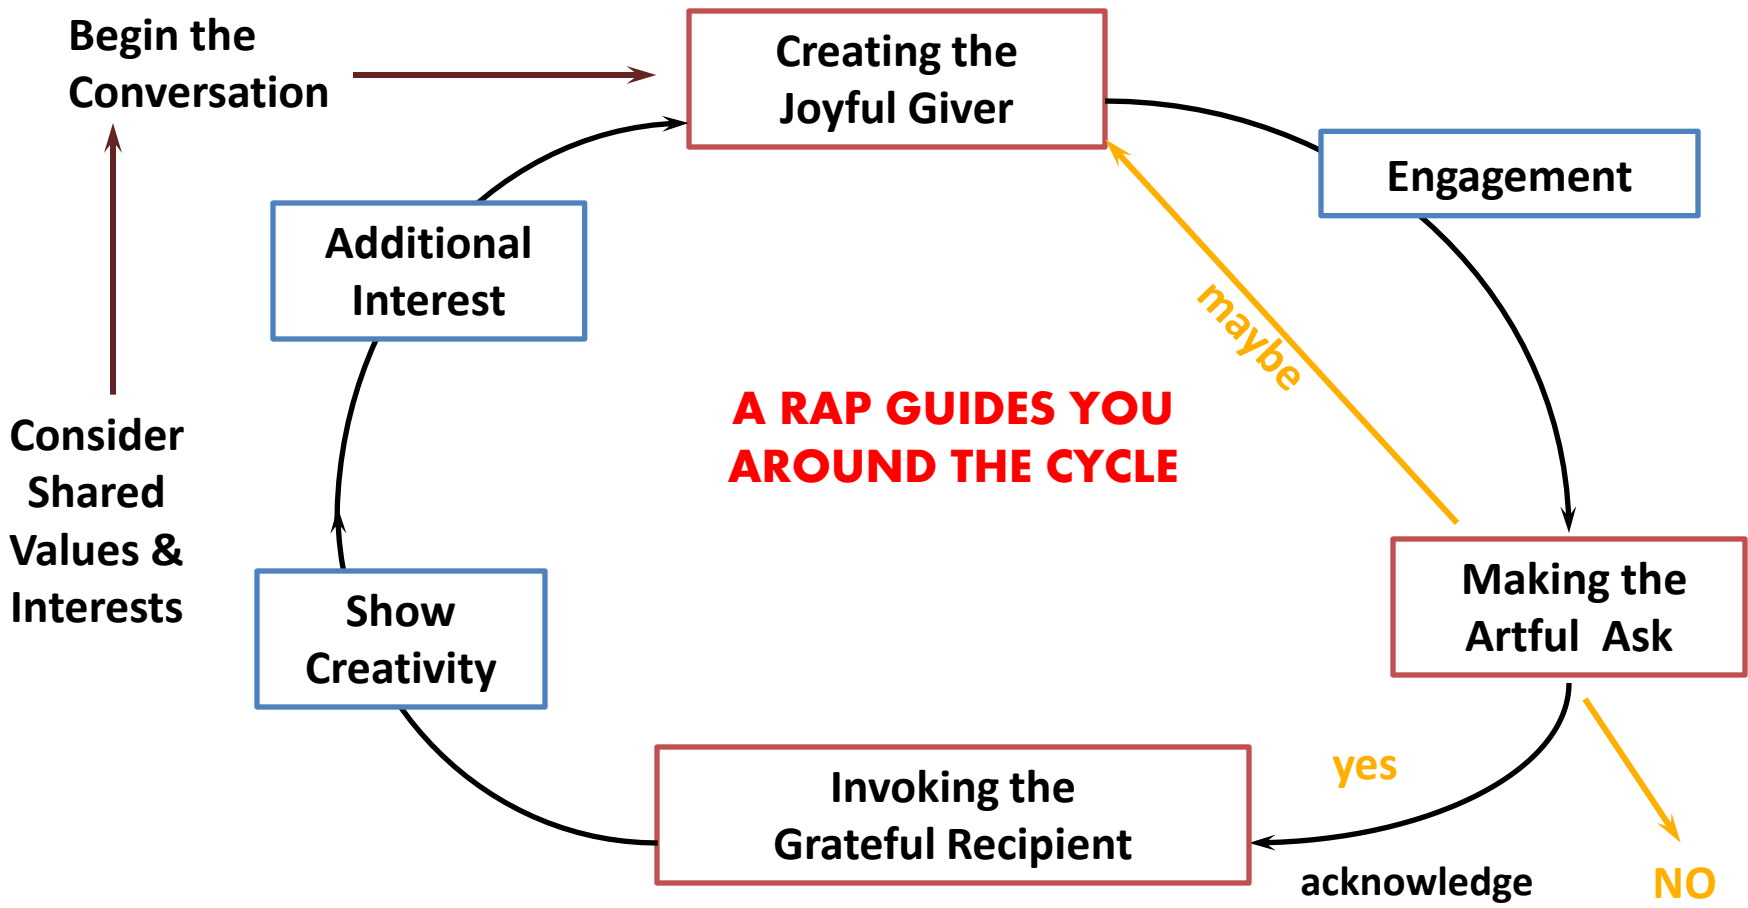 Begin the
Conversation
Creating the
Joyful Giver
Engagement
Additional
Interest
maybe
A RAP GUIDES YOU
AROUND THE CYCLE
Consider
Shared
Values &
Interests
Making the
Artful Ask
Show
Creativity
yes
Invoking the
Grateful Recipient
acknowledge
NO